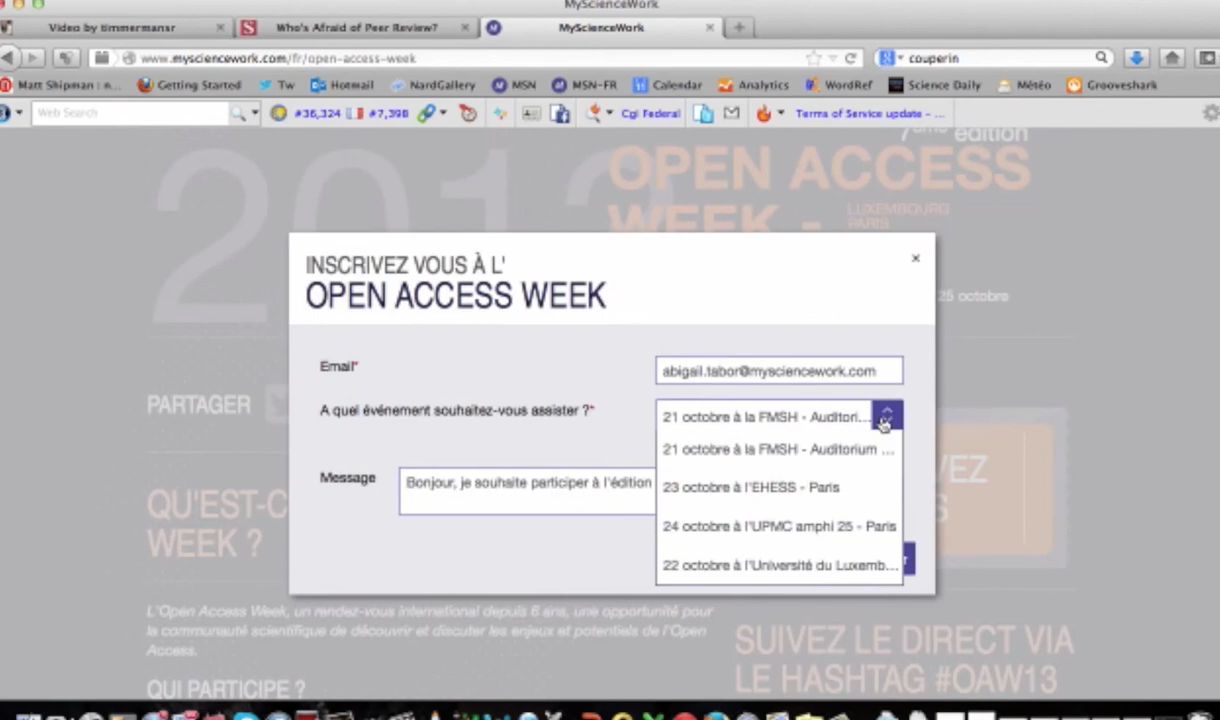 MyScienceWork
Video by timmermansr
Who's Afraid of Peer Review?
MyScienceWork
www.mysciencework.com/fr/open-access-week
couperin
Matt Shipman : n...
Getting Started
Tw
Hotmail
NardGallery
MSN
MSN-FR
Calendar
Analytics
WordRef
Science Daily
Météo
Grooveshark
Web Search
#36,324
#7,398
Cgi Federal
Terms of Service update - ...
7ème édition
OPEN ACCESS
WEEK -
LUXEMBOURG
PARIS
25 octobre
INSCRIVEZ VOUS À L'
OPEN ACCESS WEEK
×
Email*
abigail.tabor@mysciencework.com
A quel événement souhaitez-vous assister ?*
21 octobre à la FMSH - Auditori...
21 octobre à la FMSH - Auditorium ...
23 octobre à l'EHESS - Paris
24 octobre à l'UPMC amphi 25 - Paris
22 octobre à l'Université du Luxemb...
Message
Bonjour, je souhaite participer à l'édition
PARTAGER
QU'EST-C
WEEK ?
L'Open Access Week, un rendez-vous international depuis 6 ans, une opportunité pour
la communauté scientifique de découvrir et discuter les enjeux et potentiels de l'Open
Access.
QUI PARTICIPE ?
SUIVEZ LE DIRECT VIA
LE HASHTAG #OAW13